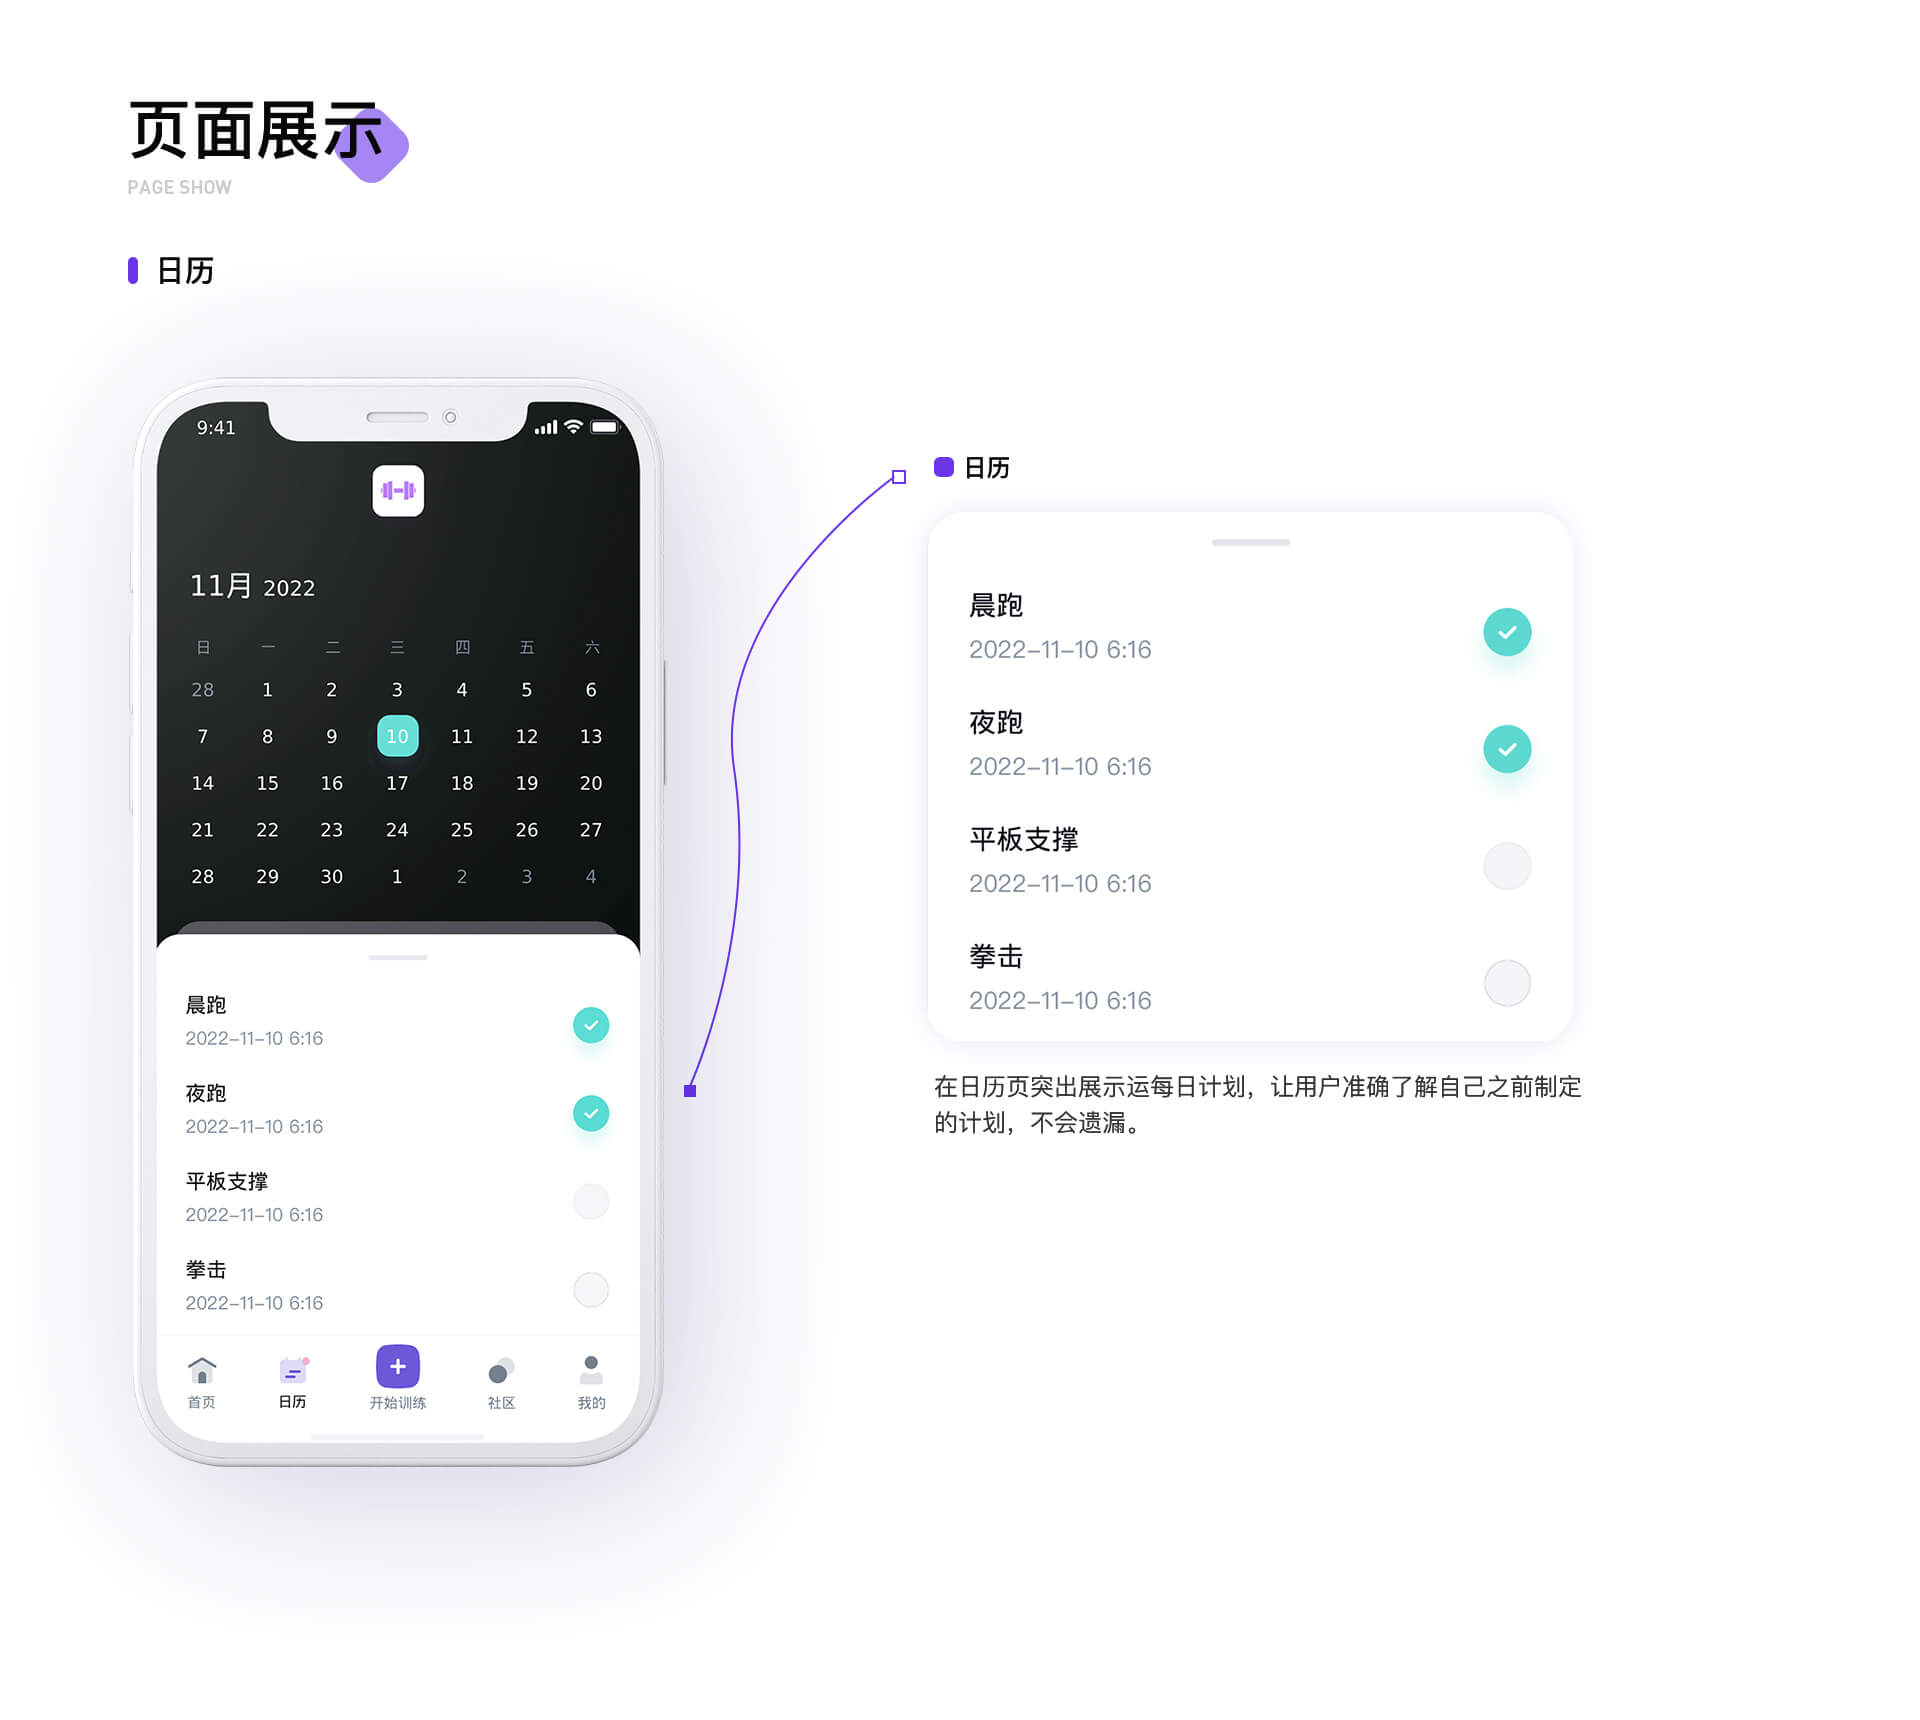 页面展示
PAGE SHOW
日历
9:41
11月 2022
日 一 二 三 四 五 六
28 1 2 3 4 5 6
7 8 9 10 11 12 13
14 15 16 17 18 19 20
21 22 23 24 25 26 27
28 29 30 1 2 3 4
晨跑
2022-11-10 6:16
夜跑
2022-11-10 6:16
平板支撑
2022-11-10 6:16
拳击
2022-11-10 6:16
首页 日历 开始训练 社区 我的
日历
晨跑
2022-11-10 6:16
夜跑
2022-11-10 6:16
平板支撑
2022-11-10 6:16
拳击
2022-11-10 6:16
在日历页突出展示运每日计划，让用户准确了解自己之前制定
的计划，不会遗漏。